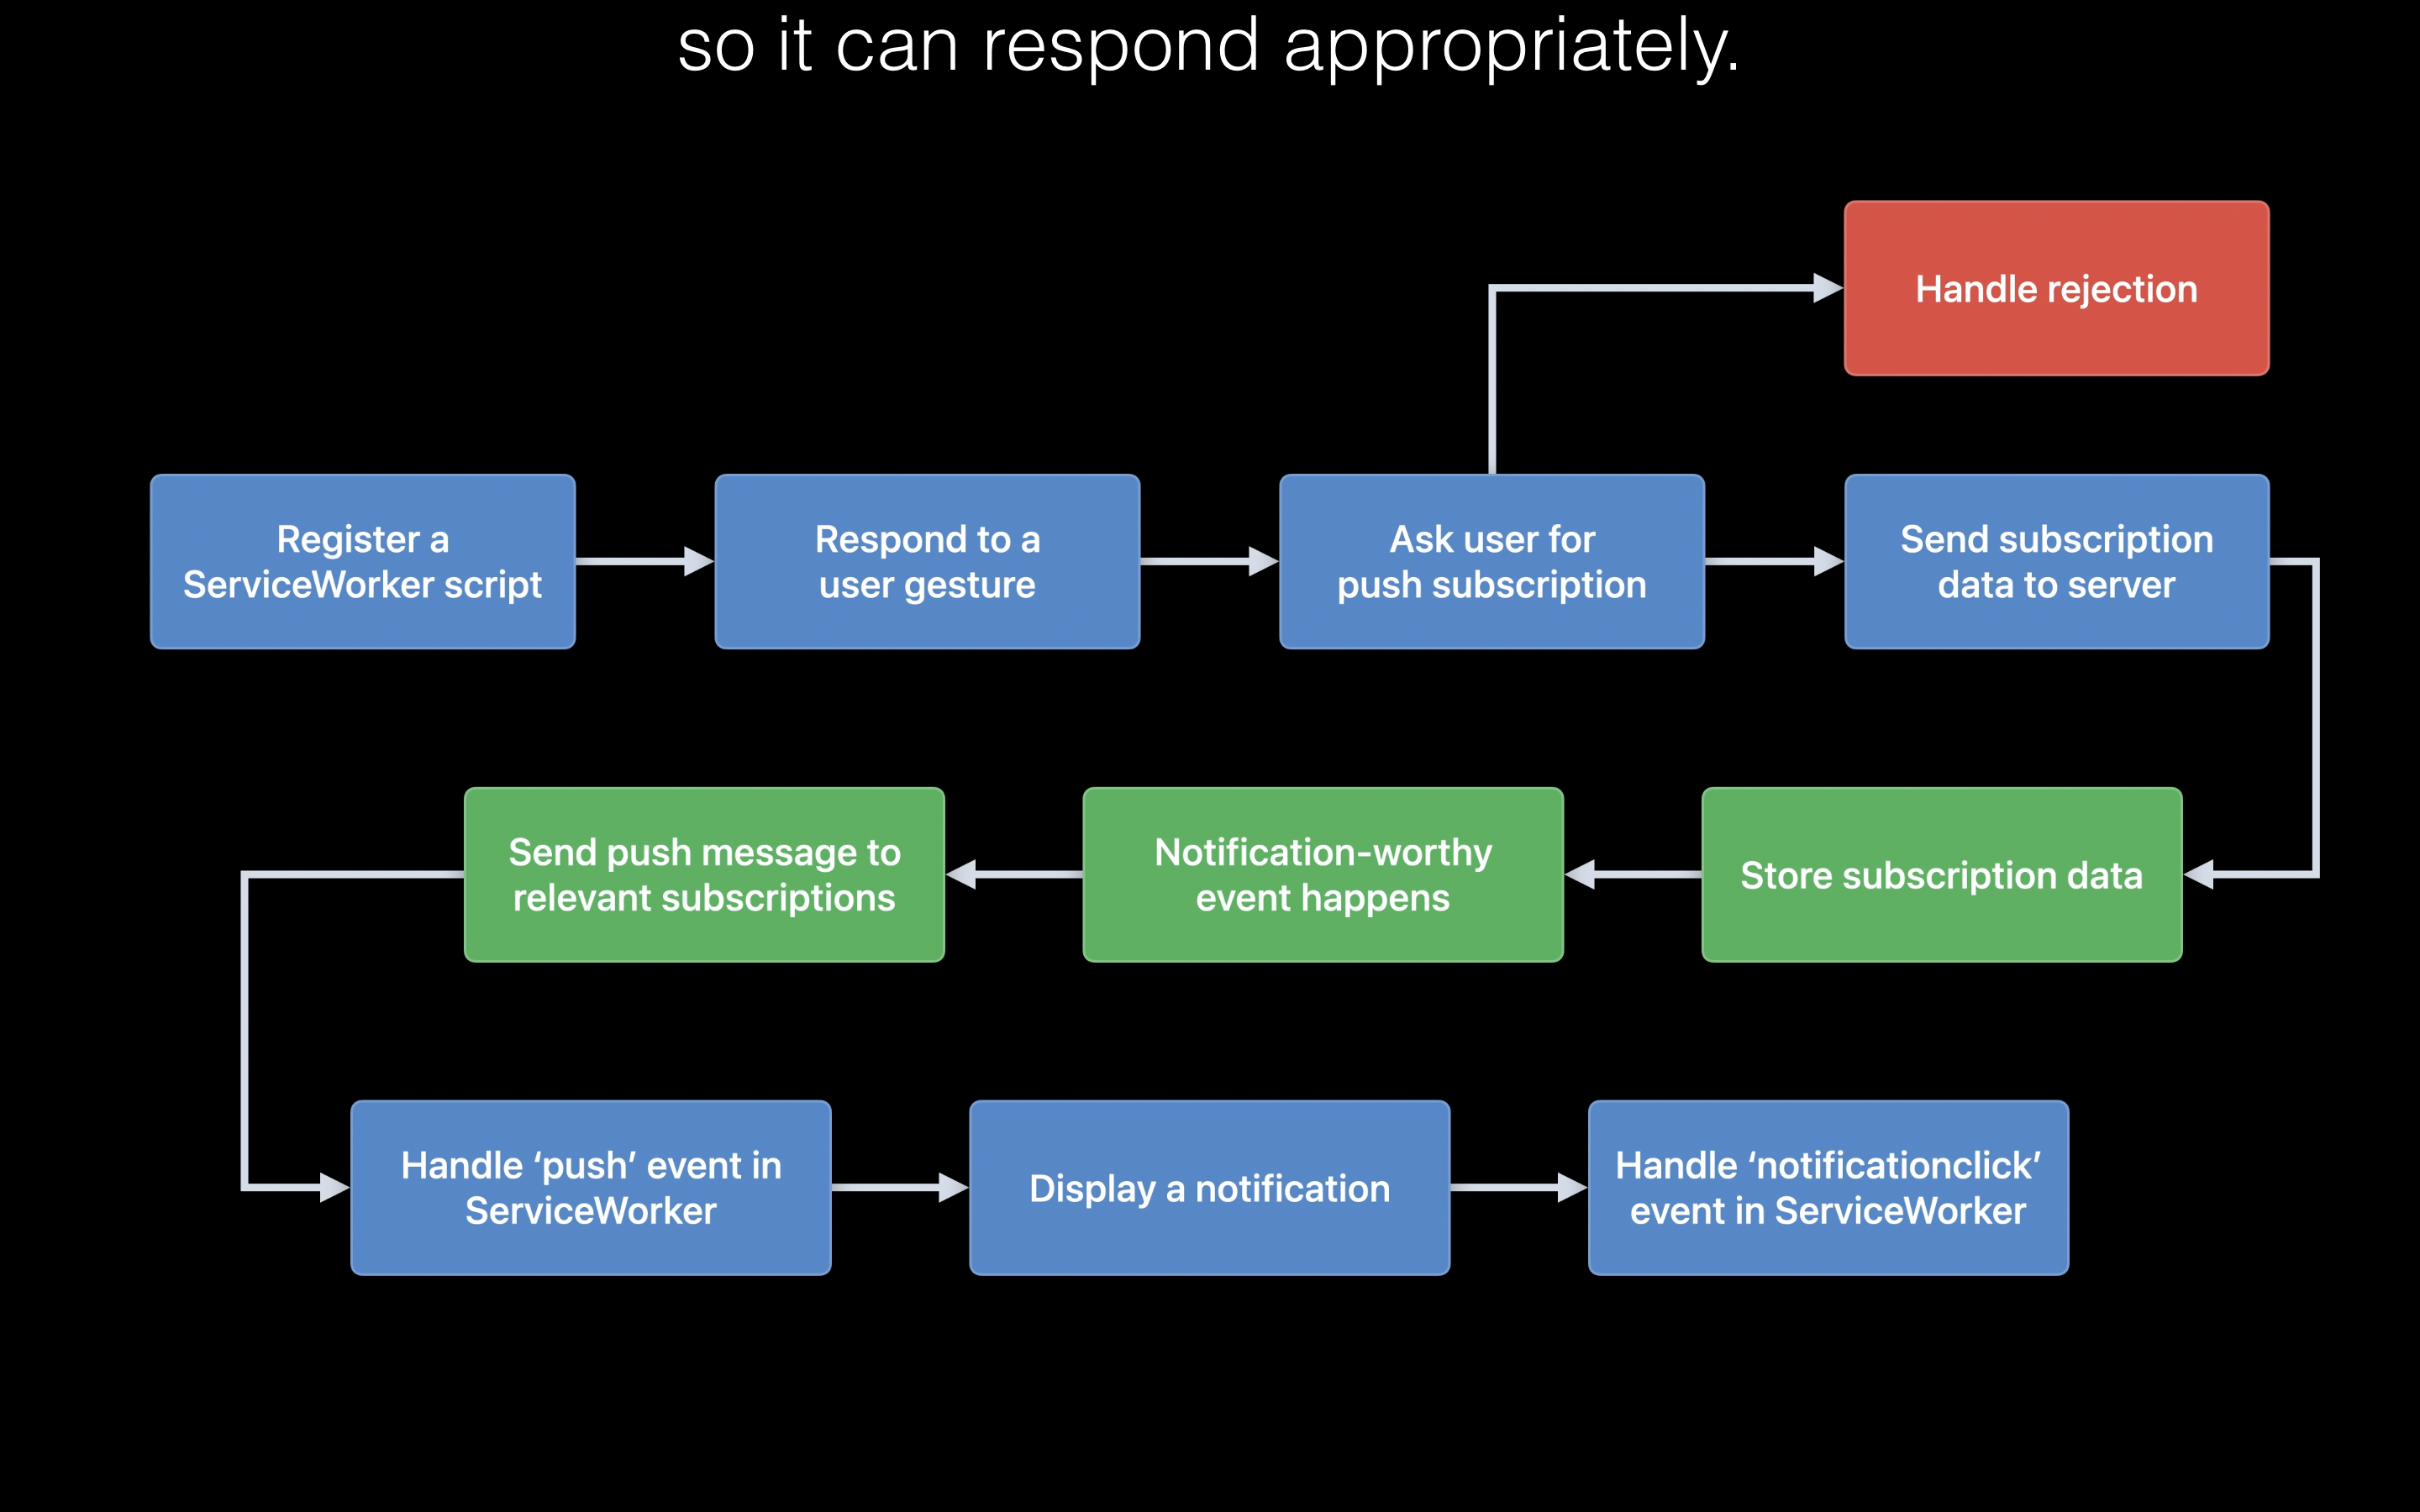 so it can respond appropriately.
Handle rejection
Register a
ServiceWorker script
Respond to a
user gesture
Ask user for
push subscription
Send subscription
data to server
Send push message to
relevant subscriptions
Notification-worthy
event happens
Store subscription data
Handle ‘push’ event in
ServiceWorker
Display a notification
Handle ‘notificationclick’
event in ServiceWorker